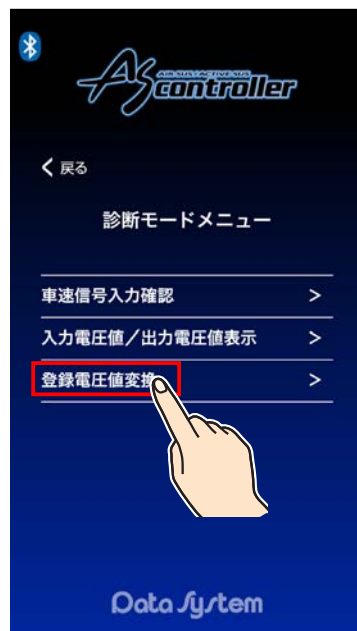 AIR SUS / ACTIVE SUS
AS controller
< 戻る
診断モードメニュー
車速信号入力確認 >
入力電圧値／出力電圧値表示 >
登録電圧値変換 >
Data System